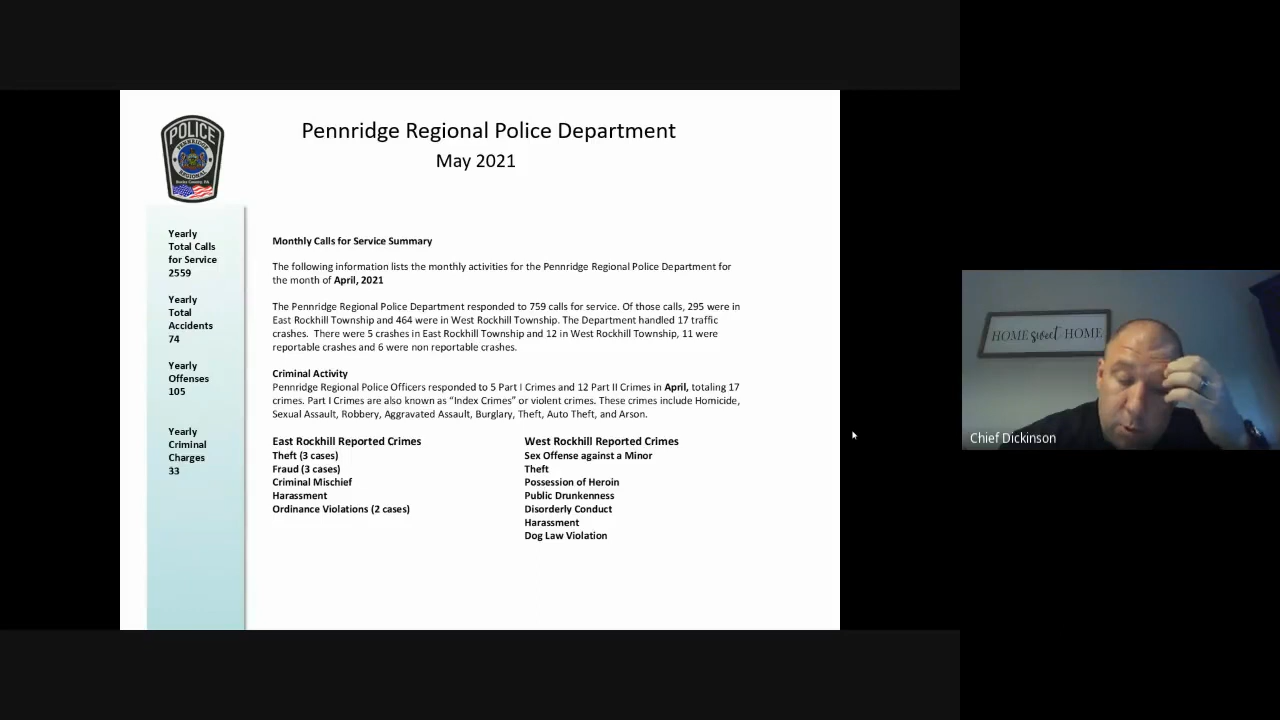 POLICE
PENNRIDGE
REGIONAL
Pennridge Regional Police Department
May 2021
Yearly
Total Calls
for Service
2559
Yearly
Total
Accidents
74
Yearly
Offenses
105
Yearly
Criminal
Charges
33
Monthly Calls for Service Summary
The following information lists the monthly activities for the Pennridge Regional Police Department for
the month of April, 2021
The Pennridge Regional Police Department responded to 759 calls for service. Of those calls, 295 were in
East Rockhill Township and 464 were in West Rockhill Township. The Department handled 17 traffic
crashes. There were 5 crashes in East Rockhill Township and 12 in West Rockhill Township, 11 were
reportable crashes and 6 were non reportable crashes.
Criminal Activity
Pennridge Regional Police Officers responded to 5 Part I Crimes and 12 Part II Crimes in April, totaling 17
crimes. Part I Crimes are also known as “Index Crimes” or violent crimes. These crimes include Homicide,
Sexual Assault, Robbery, Aggravated Assault, Burglary, Theft, Auto Theft, and Arson.
East Rockhill Reported Crimes
Theft (3 cases)
Fraud (3 cases)
Criminal Mischief
Harassment
Ordinance Violations (2 cases)
West Rockhill Reported Crimes
Sex Offense against a Minor
Theft
Possession of Heroin
Public Drunkenness
Disorderly Conduct
Harassment
Dog Law Violation
HOME sweet HOME
Chief Dickinson